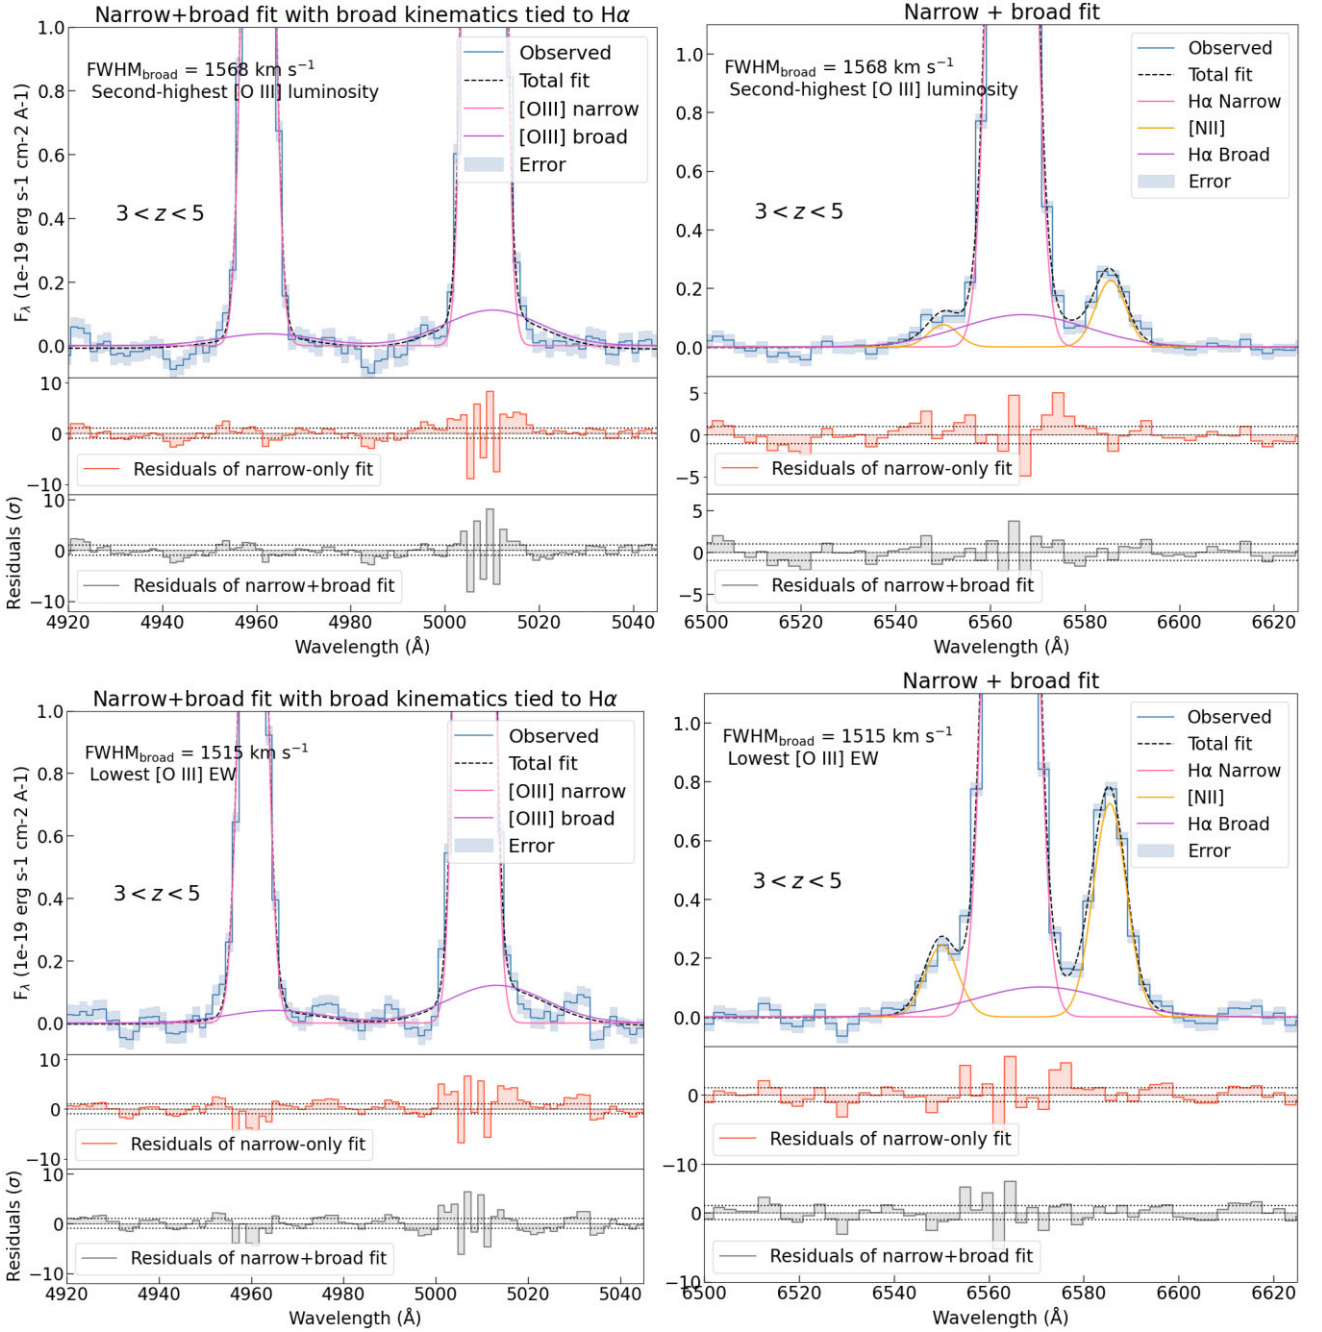 Narrow+broad fit with broad kinematics tied to Hα
FWHM_broad = 1568 km s⁻¹
Second-highest [O III] luminosity
3 < z < 5
Observed
Total fit
[OIII] narrow
[OIII] broad
Error
F_λ (1e-19 erg s-1 cm-2 A-1)
1.0
0.8
0.6
0.4
0.2
0.0
10
0
−10
Residuals of narrow-only fit
10
0
−10
Residuals of narrow+broad fit
Residuals (σ)
4920 4940 4960 4980 5000 5020 5040
Wavelength (Å)
Narrow + broad fit
FWHM_broad = 1568 km s⁻¹
Second-highest [O III] luminosity
3 < z < 5
Observed
Total fit
Hα Narrow
[NII]
Hα Broad
Error
1.0
0.8
0.6
0.4
0.2
0.0
5
0
−5
Residuals of narrow-only fit
5
0
−5
Residuals of narrow+broad fit
6500 6520 6540 6560 6580 6600 6620
Wavelength (Å)
Narrow+broad fit with broad kinematics tied to Hα
FWHM_broad = 1515 km s⁻¹
Lowest [O III] EW
3 < z < 5
Observed
Total fit
[OIII] narrow
[OIII] broad
Error
F_λ (1e-19 erg s-1 cm-2 A-1)
1.0
0.8
0.6
0.4
0.2
0.0
10
0
−10
Residuals of narrow-only fit
10
0
−10
Residuals of narrow+broad fit
Residuals (σ)
4920 4940 4960 4980 5000 5020 5040
Wavelength (Å)
Narrow + broad fit
FWHM_broad = 1515 km s⁻¹
Lowest [O III] EW
3 < z < 5
Observed
Total fit
Hα Narrow
[NII]
Hα Broad
Error
1.0
0.8
0.6
0.4
0.2
0.0
0
−10
Residuals of narrow-only fit
0
−10
Residuals of narrow+broad fit
6500 6520 6540 6560 6580 6600 6620
Wavelength (Å)